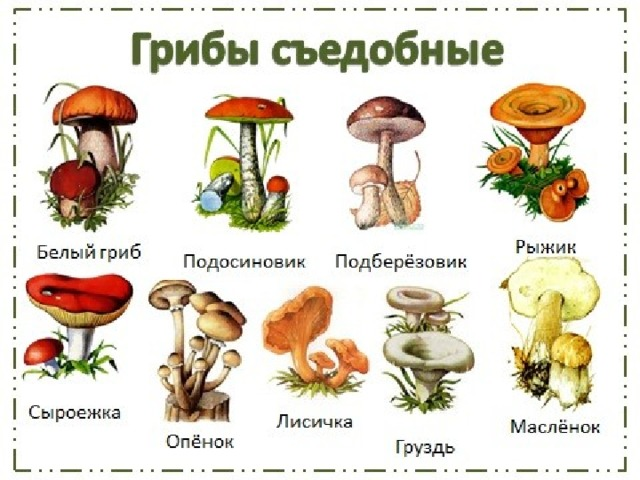 Грибы съедобные
Белый гриб
Подосиновик
Подберёзовик
Рыжик
Сыроежка
Опёнок
Лисичка
Груздь
Маслёнок